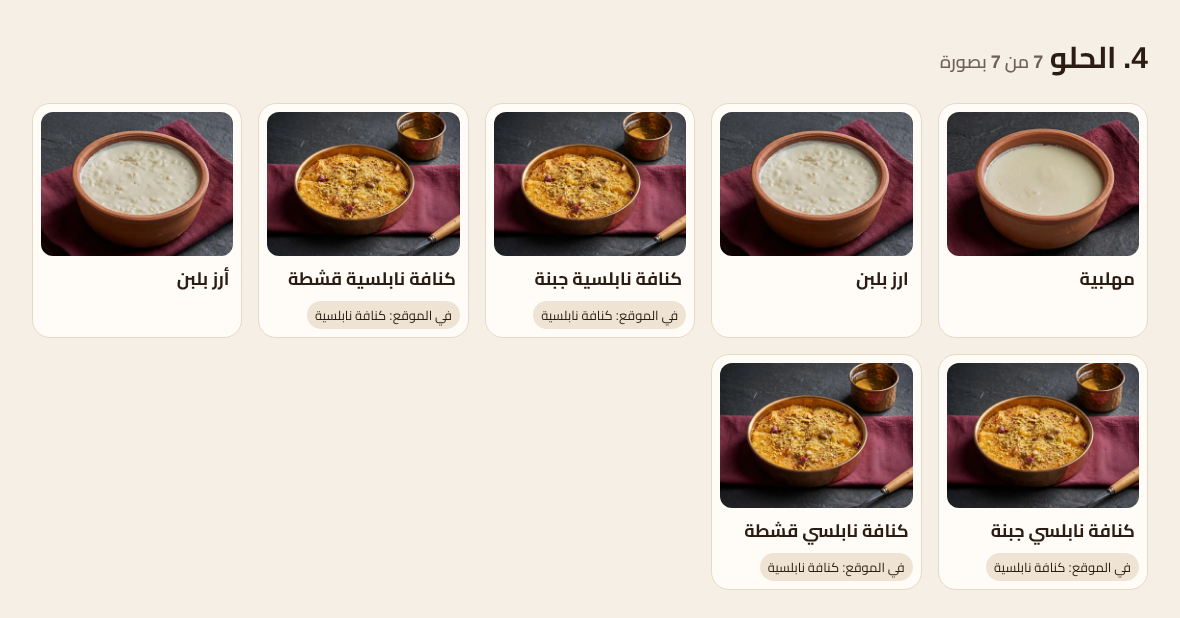 4. الحلو 7 من 7 بصورة
مهلبية
ارز بلبن
كنافة نابلسية جبنة
في الموقع: كنافة نابلسية
كنافة نابلسية قشطة
في الموقع: كنافة نابلسية
أرز بلبن
كنافة نابلسي جبنة
في الموقع: كنافة نابلسية
كنافة نابلسي قشطة
في الموقع: كنافة نابلسية